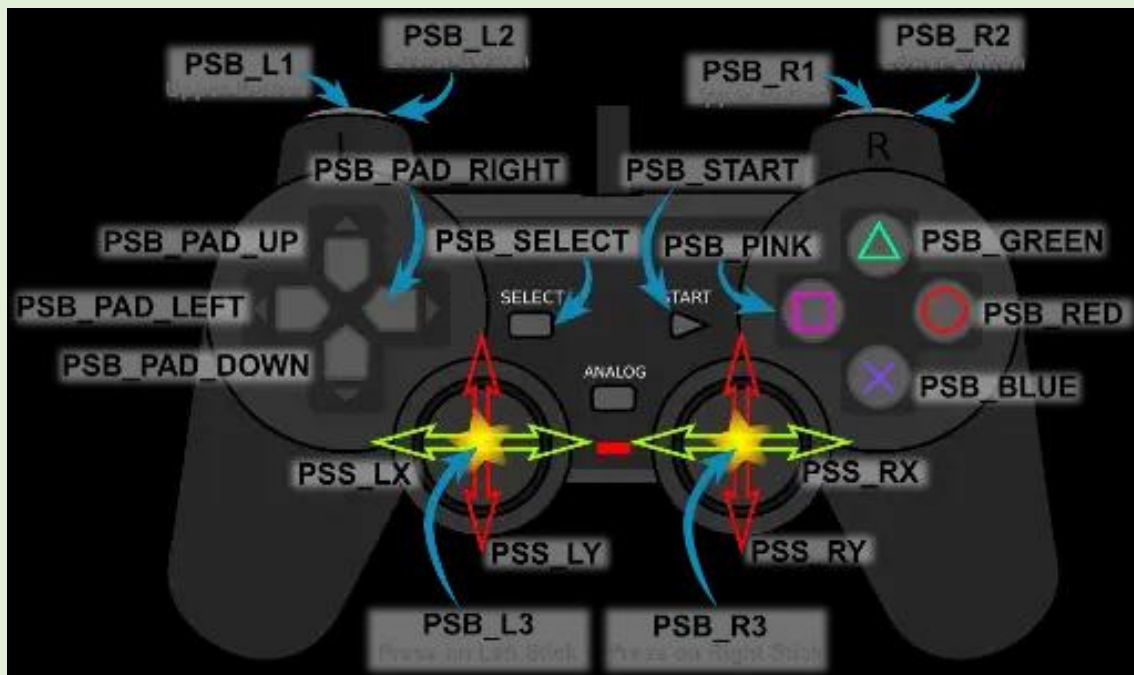 PSB_L1
PSB_L2
PSB_R1
PSB_R2
L
R
PSB_PAD_RIGHT
PSB_START
PSB_PAD_UP
PSB_SELECT
PSB_PINK
PSB_GREEN
PSB_PAD_LEFT
SELECT
START
PSB_RED
PSB_PAD_DOWN
ANALOG
PSB_BLUE
PSS_LX
PSS_RX
PSS_LY
PSS_RY
PSB_L3
PSB_R3
Press on Left Stick
Press on Right Stick